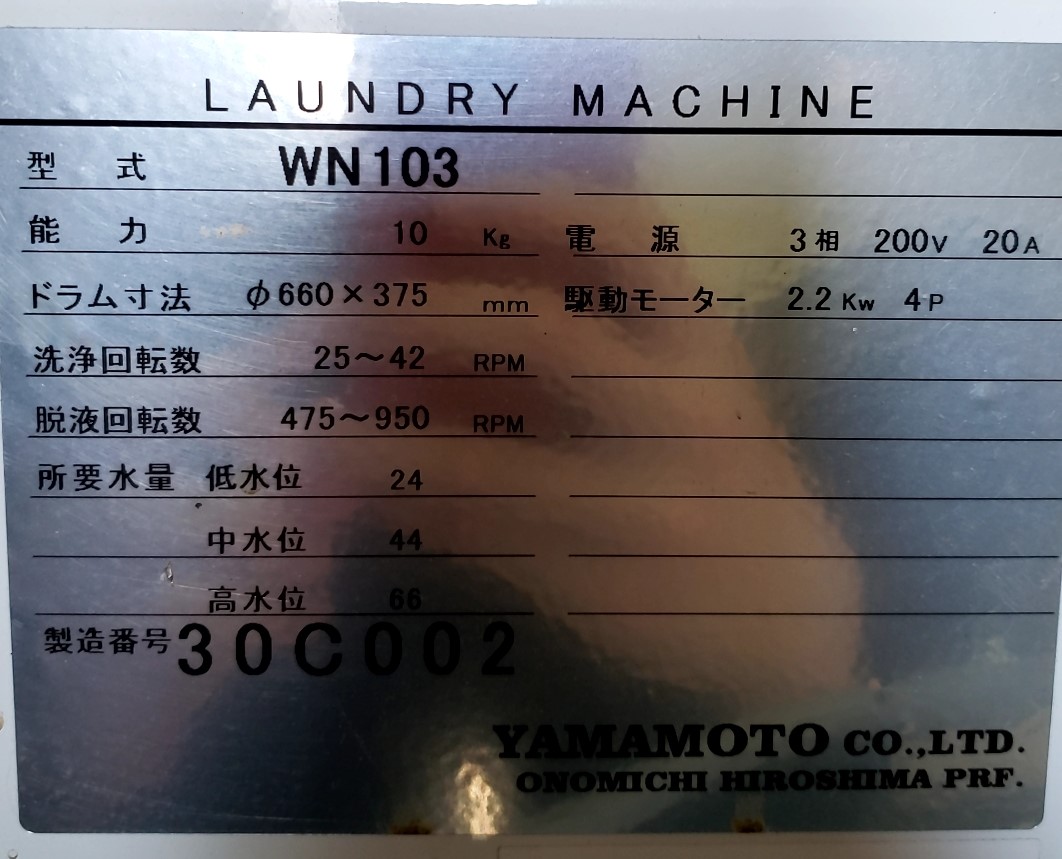 LAUNDRY MACHINE
型式 WN103
能力 10 Kg 電源 3相 200V 20A
ドラム寸法 φ660×375 mm 駆動モーター 2.2 Kw 4P
洗浄回転数 25～42 RPM
脱液回転数 475～950 RPM
所要水量 低水位 24
中水位 44
高水位 66
製造番号 30C002
YAMAMOTO CO.,LTD.
ONOMICHI HIROSHIMA PRF.